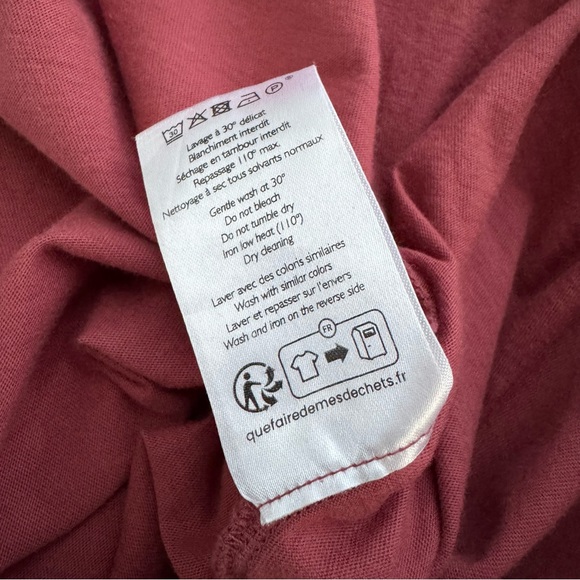 30 P
Lavage à 30° délicat
Blanchiment interdit
Séchage en tambour interdit
Repassage 110° max.
Nettoyage à sec tous solvants normaux
Gentle wash at 30°
Do not bleach
Do not tumble dry
Iron low heat (110°)
Dry cleaning
Laver avec des coloris similaires
Wash with similar colors
Laver et repasser sur l'envers
Wash and iron on the reverse side
FR
quefairedemesdechets.fr